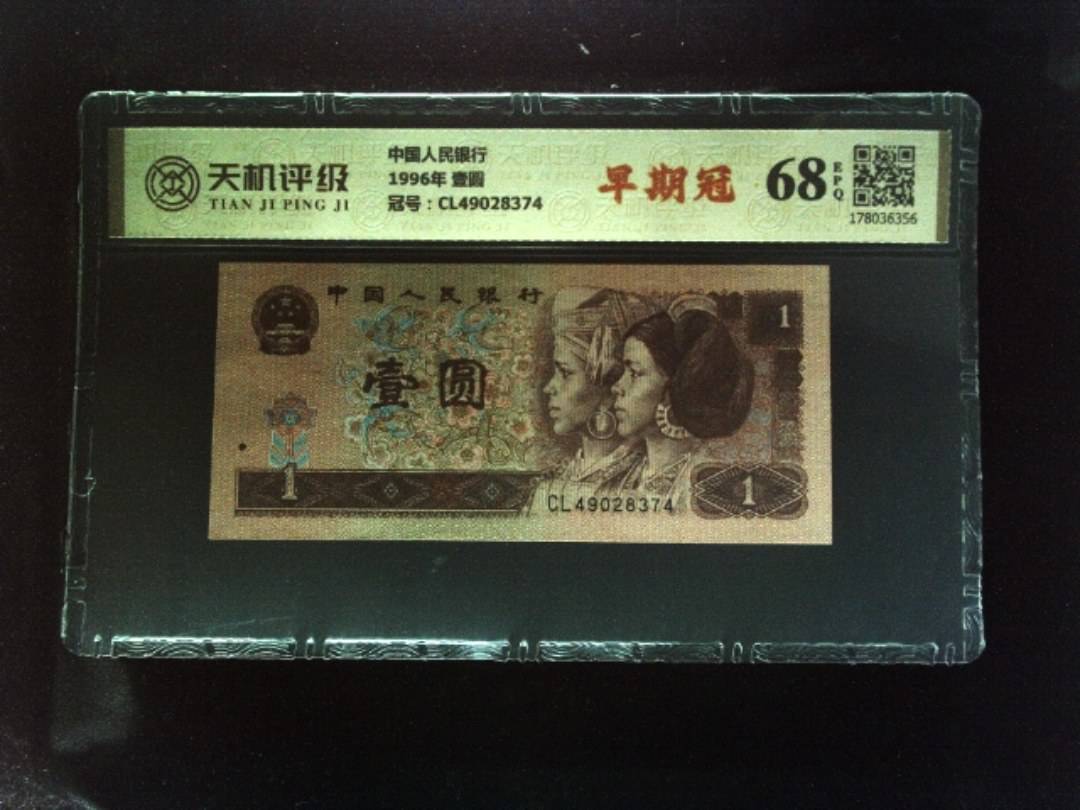 天机评级
TIAN JI PING JI
中国人民银行
1996年 壹圆
冠号：CL49028374
早期冠
68
EPQ
178036356
中国人民银行
1
壹圆
1
CL49028374
1